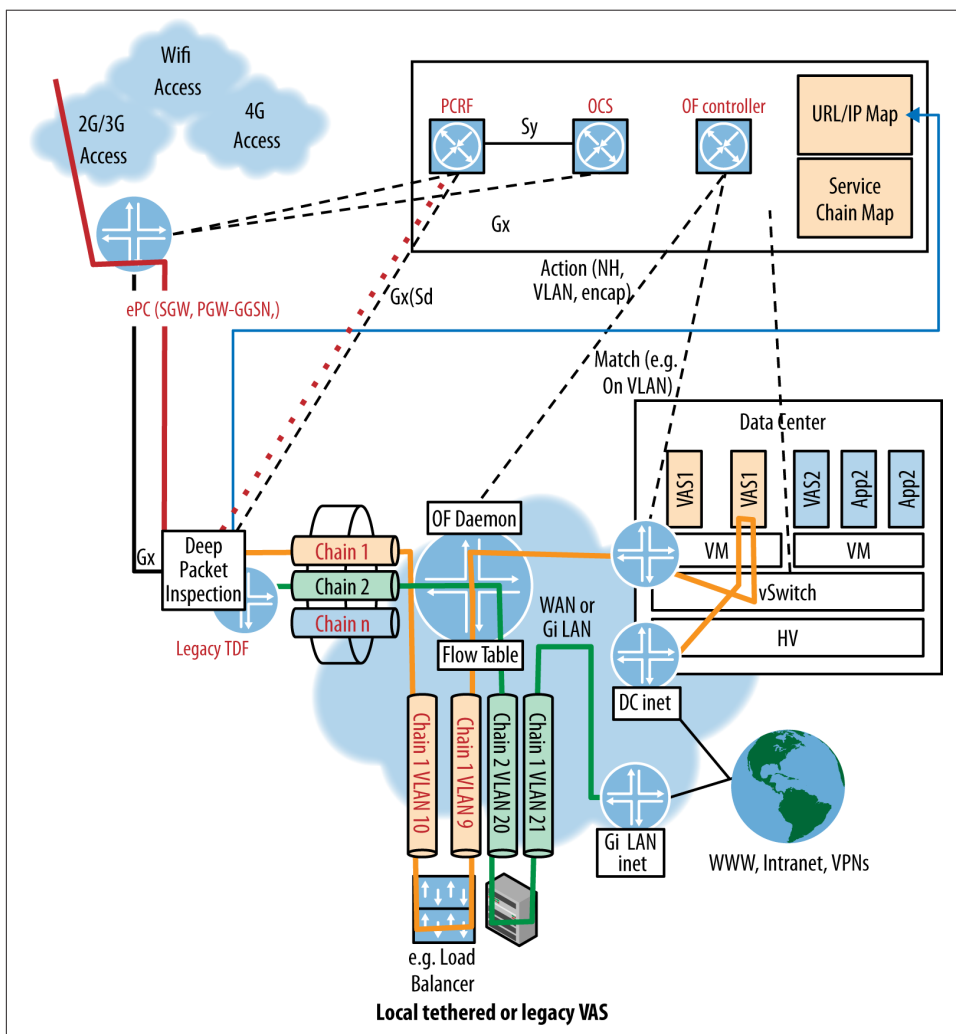 Wifi
Access
2G/3G
Access
4G
Access
PCRF
Sy
OCS
OF controller
URL/IP Map
Service
Chain Map
Gx
ePC (SGW, PGW-GGSN,)
Gx(Sd
Action (NH,
VLAN, encap)
Match (e.g.
On VLAN)
Data Center
VAS1
VAS1
VAS2
App2
App2
VM
VM
vSwitch
HV
DC inet
Gx
Deep
Packet
Inspection
Legacy TDF
Chain 1
Chain 2
Chain n
OF Daemon
Flow Table
WAN or
Gi LAN
Chain 1 VLAN 10
Chain 1 VLAN 9
Chain 2 VLAN 20
Chain 1 VLAN 21
Gi LAN
inet
WWW, Intranet, VPNs
e.g. Load
Balancer
Local tethered or legacy VAS